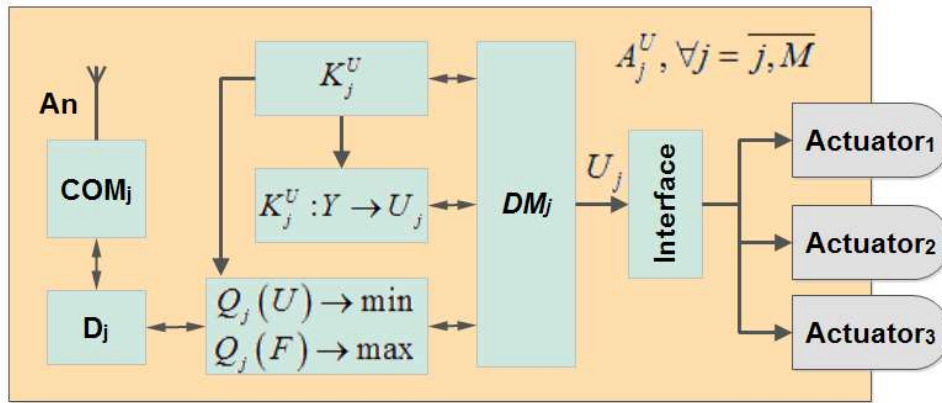 An
COMj
Dj
K_j^U
K_j^U : Y → U_j
Q_j (U) → min
Q_j (F) → max
DMj
U_j
Interface
A_j^U, ∀j = \overline{j, M}
Actuator1
Actuator2
Actuator3